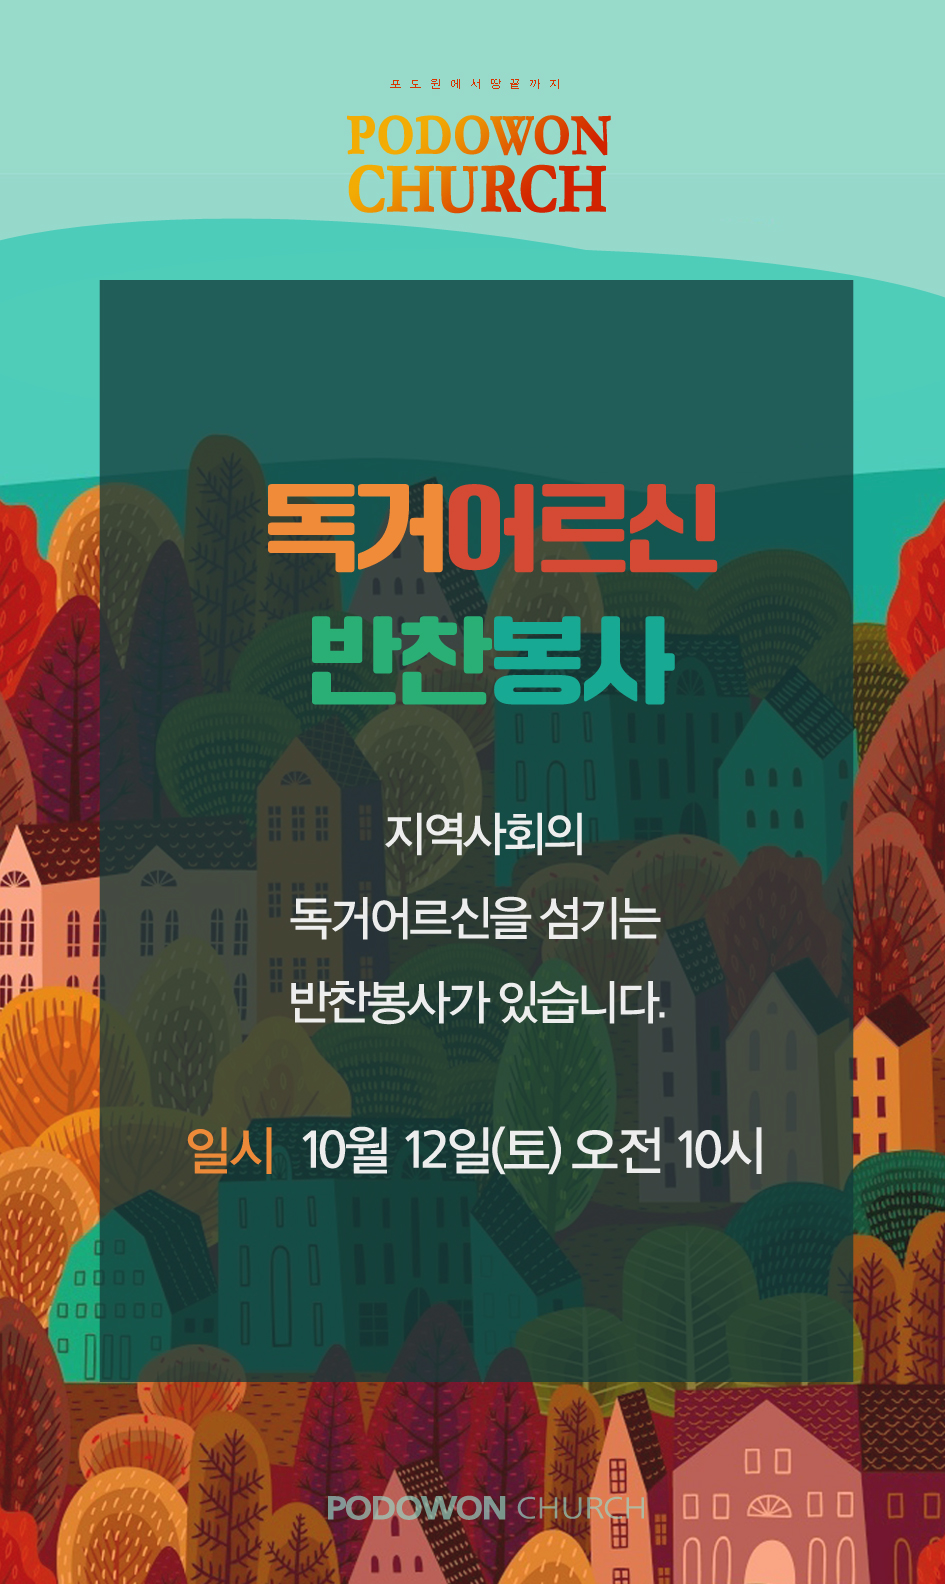 포도원에서땅끝까지
PODOWON
CHURCH
독거어르신
반찬봉사
지역사회의
독거어르신을 섬기는
반찬봉사가 있습니다.
일시 10월 12일(토) 오전 10시
PODOWON CHURCH